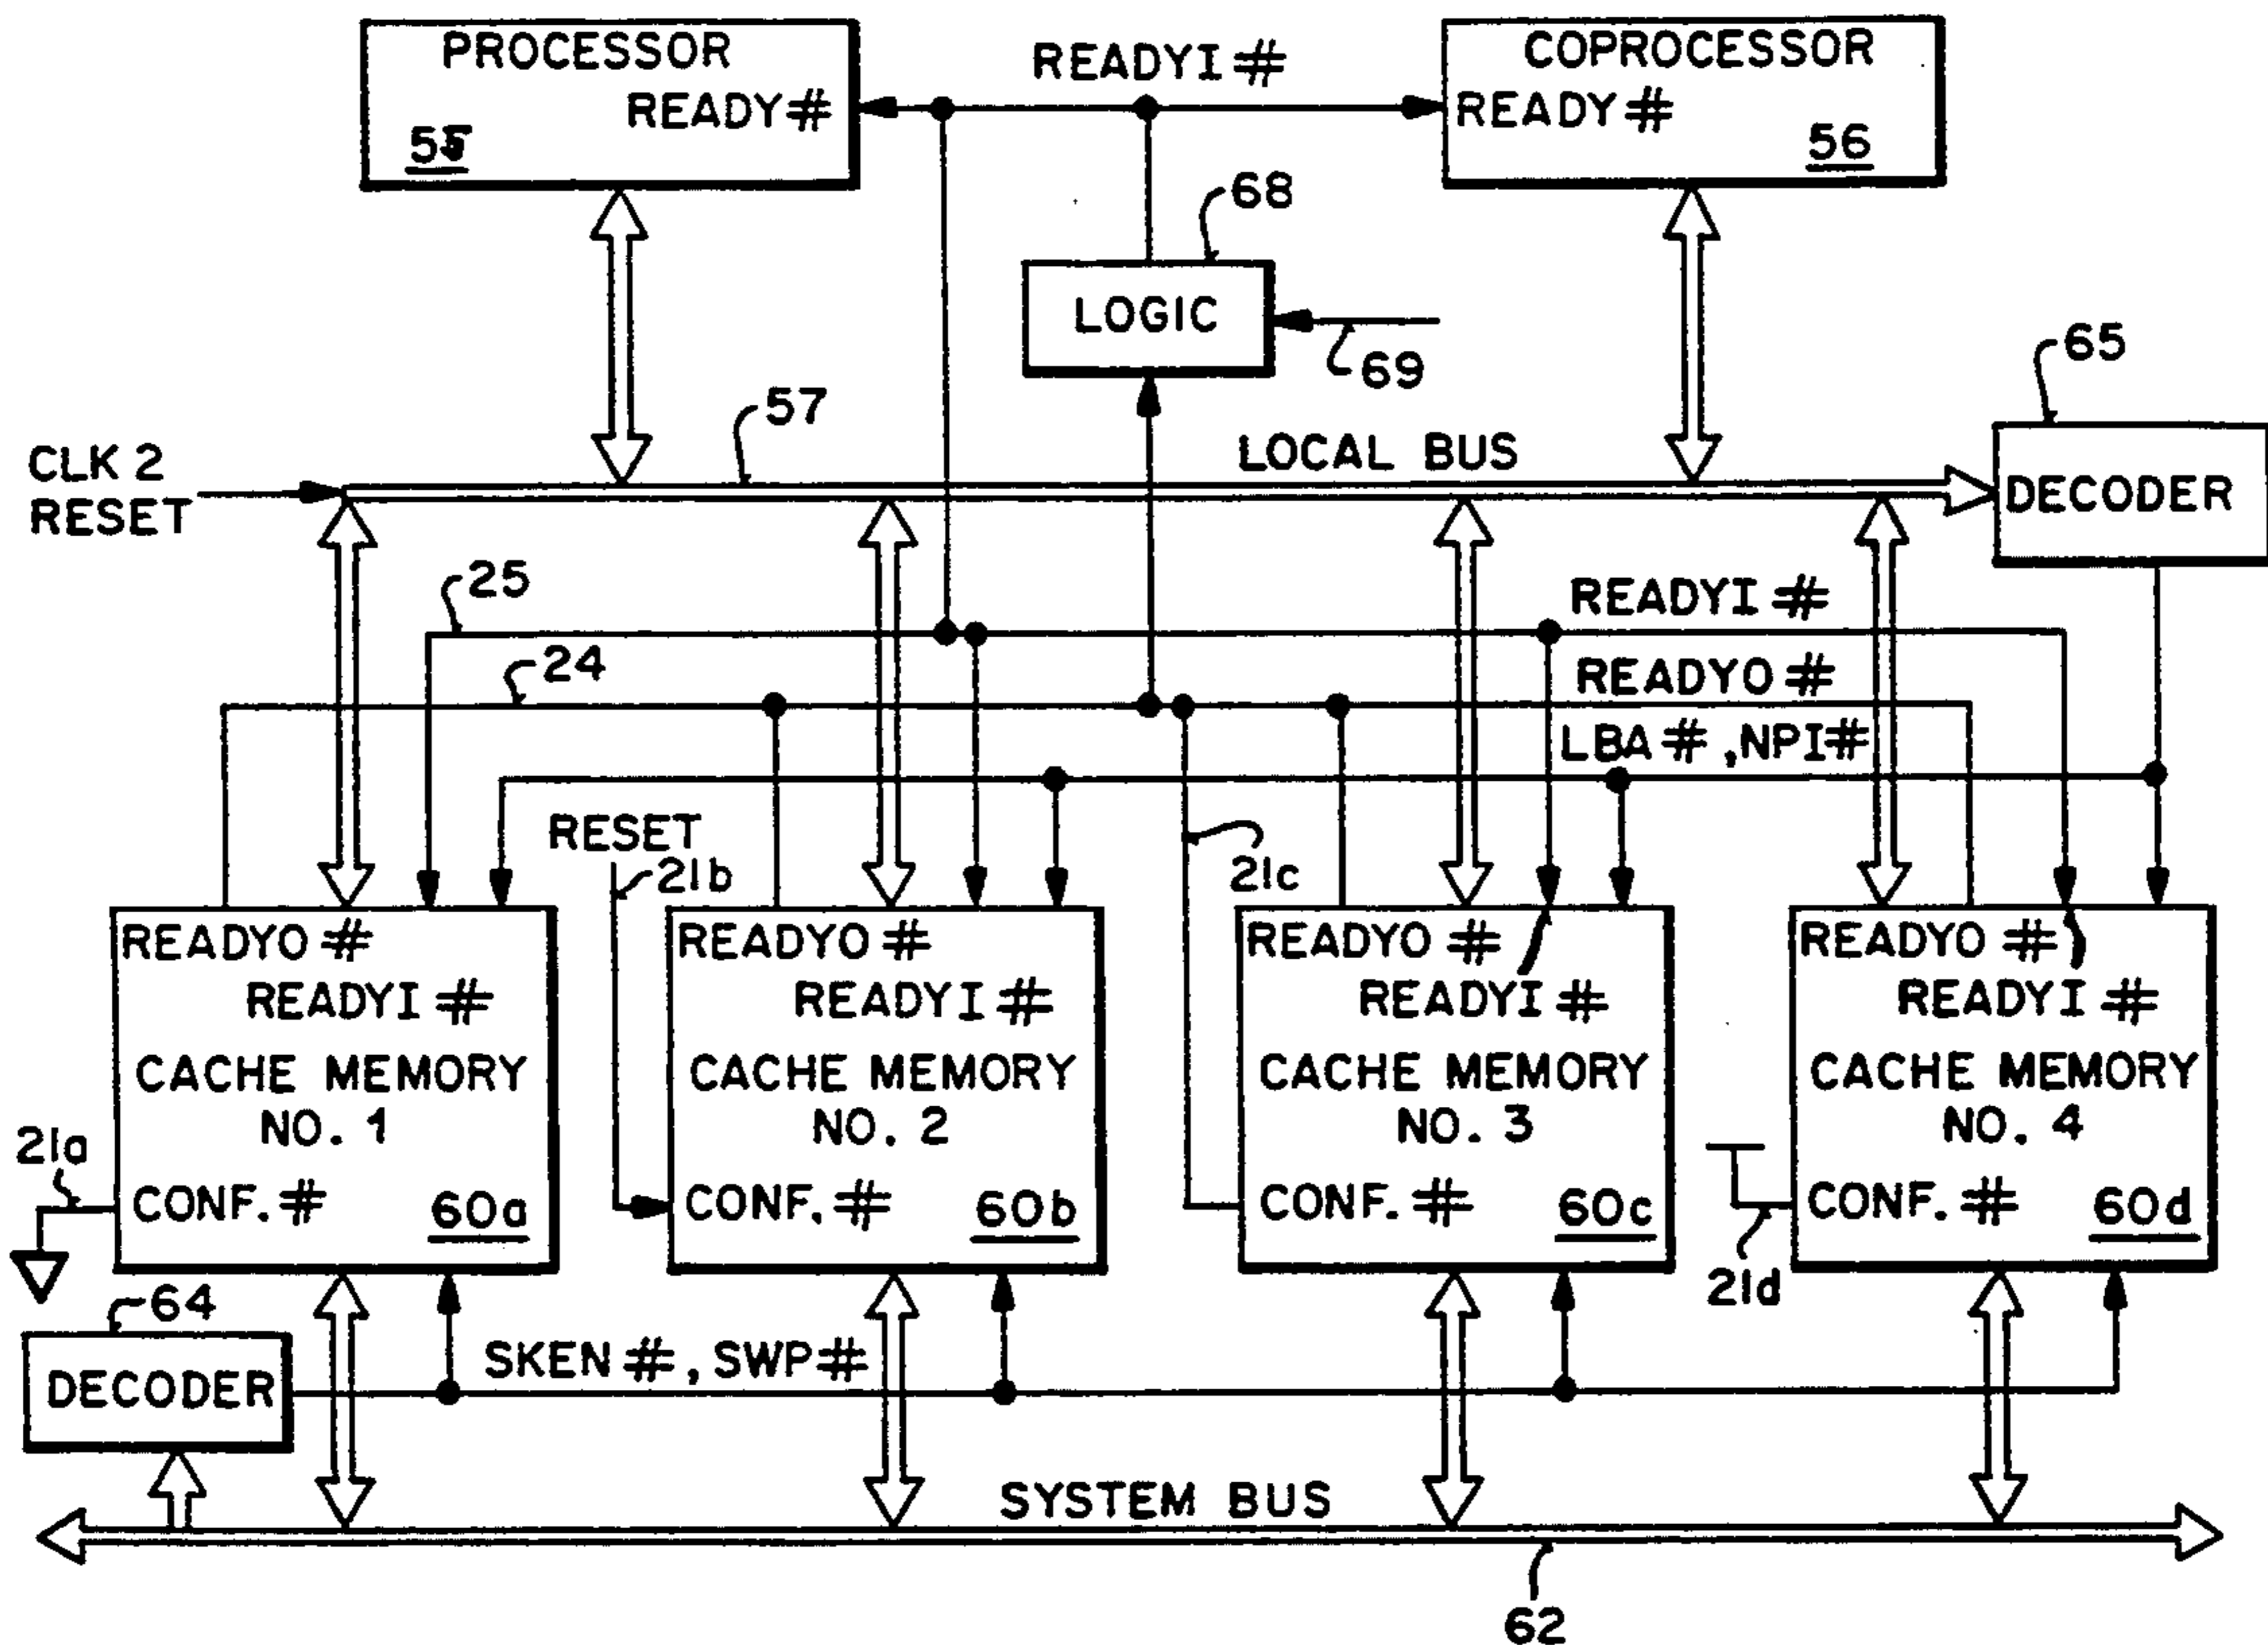 PROCESSOR
READY #
55
READYI #
COPROCESSOR
READY #
56
68
LOGIC
69
65
57
CLK 2
RESET
LOCAL BUS
DECODER
25
READYI #
24
READYO #
LBA # , NPI #
RESET
21b
21c
READYO #
READYI #
CACHE MEMORY
NO. 1
CONF. #
60a
21a
READYO #
READYI #
CACHE MEMORY
NO. 2
CONF. #
60b
READYO #
READYI #
CACHE MEMORY
NO. 3
CONF. #
60c
READYO #
READYI #
CACHE MEMORY
NO. 4
CONF. #
60d
21d
64
DECODER
SKEN # , SWP #
SYSTEM BUS
62